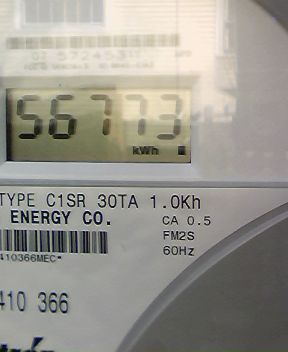 56773
kWh
TYPE C1SR 30TA 1.0Kh
ENERGY CO.
CA 0.5
FM2S
60Hz
410366MEC*
410 366